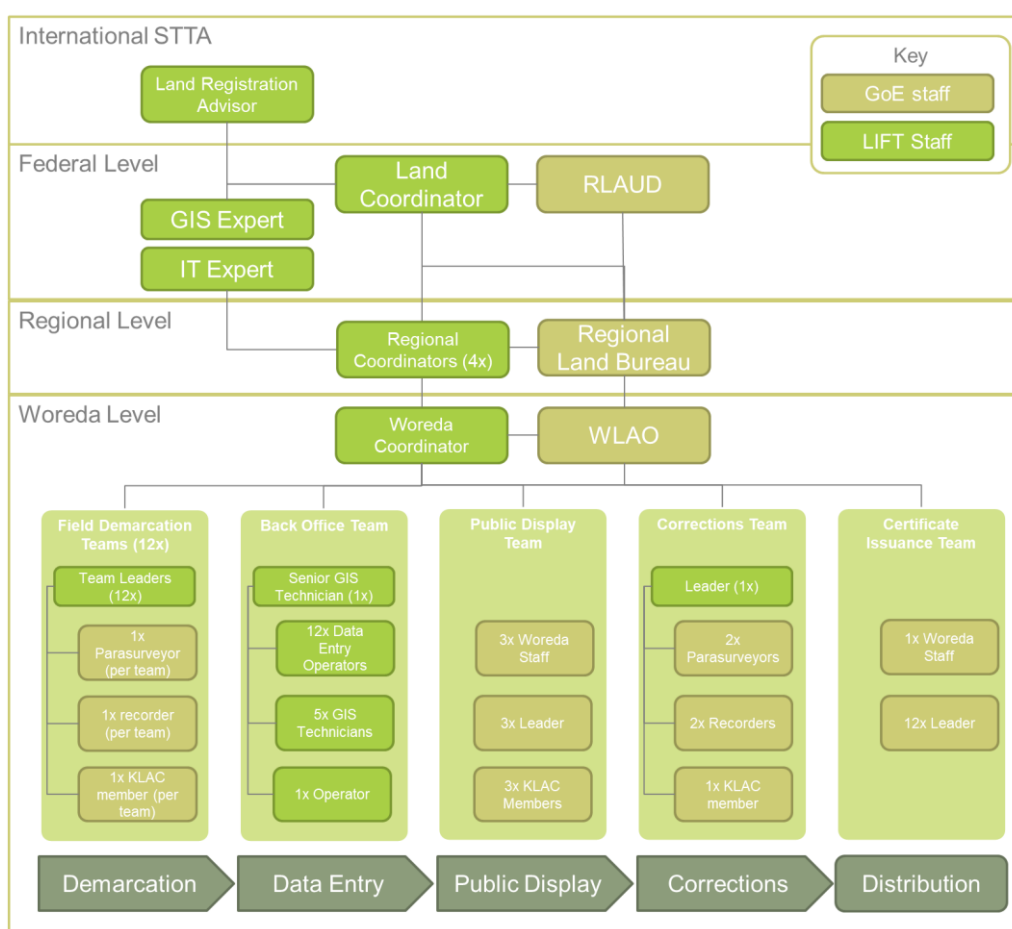 International STTA
Key
GoE staff
LIFT Staff
Land Registration
Advisor
Federal Level
Land
Coordinator
RLAUD
GIS Expert
IT Expert
Regional Level
Regional
Coordinators (4x)
Regional
Land Bureau
Woreda Level
Woreda
Coordinator
WLAO
Field Demarcation
Teams (12x)
Team Leaders
(12x)
1x
Parasurveyor
(per team)
1x recorder
(per team)
1x KLAC
member (per
team)
Back Office Team
Senior GIS
Technician (1x)
12x Data
Entry
Operators
5x GIS
Technicians
1x Operator
Public Display
Team
3x Woreda
Staff
3x Leader
3x KLAC
Members
Corrections Team
Leader (1x)
2x
Parasurveyors
2x Recorders
1x KLAC
member
Certificate
Issuance Team
1x Woreda
Staff
12x Leader
Demarcation
Data Entry
Public Display
Corrections
Distribution